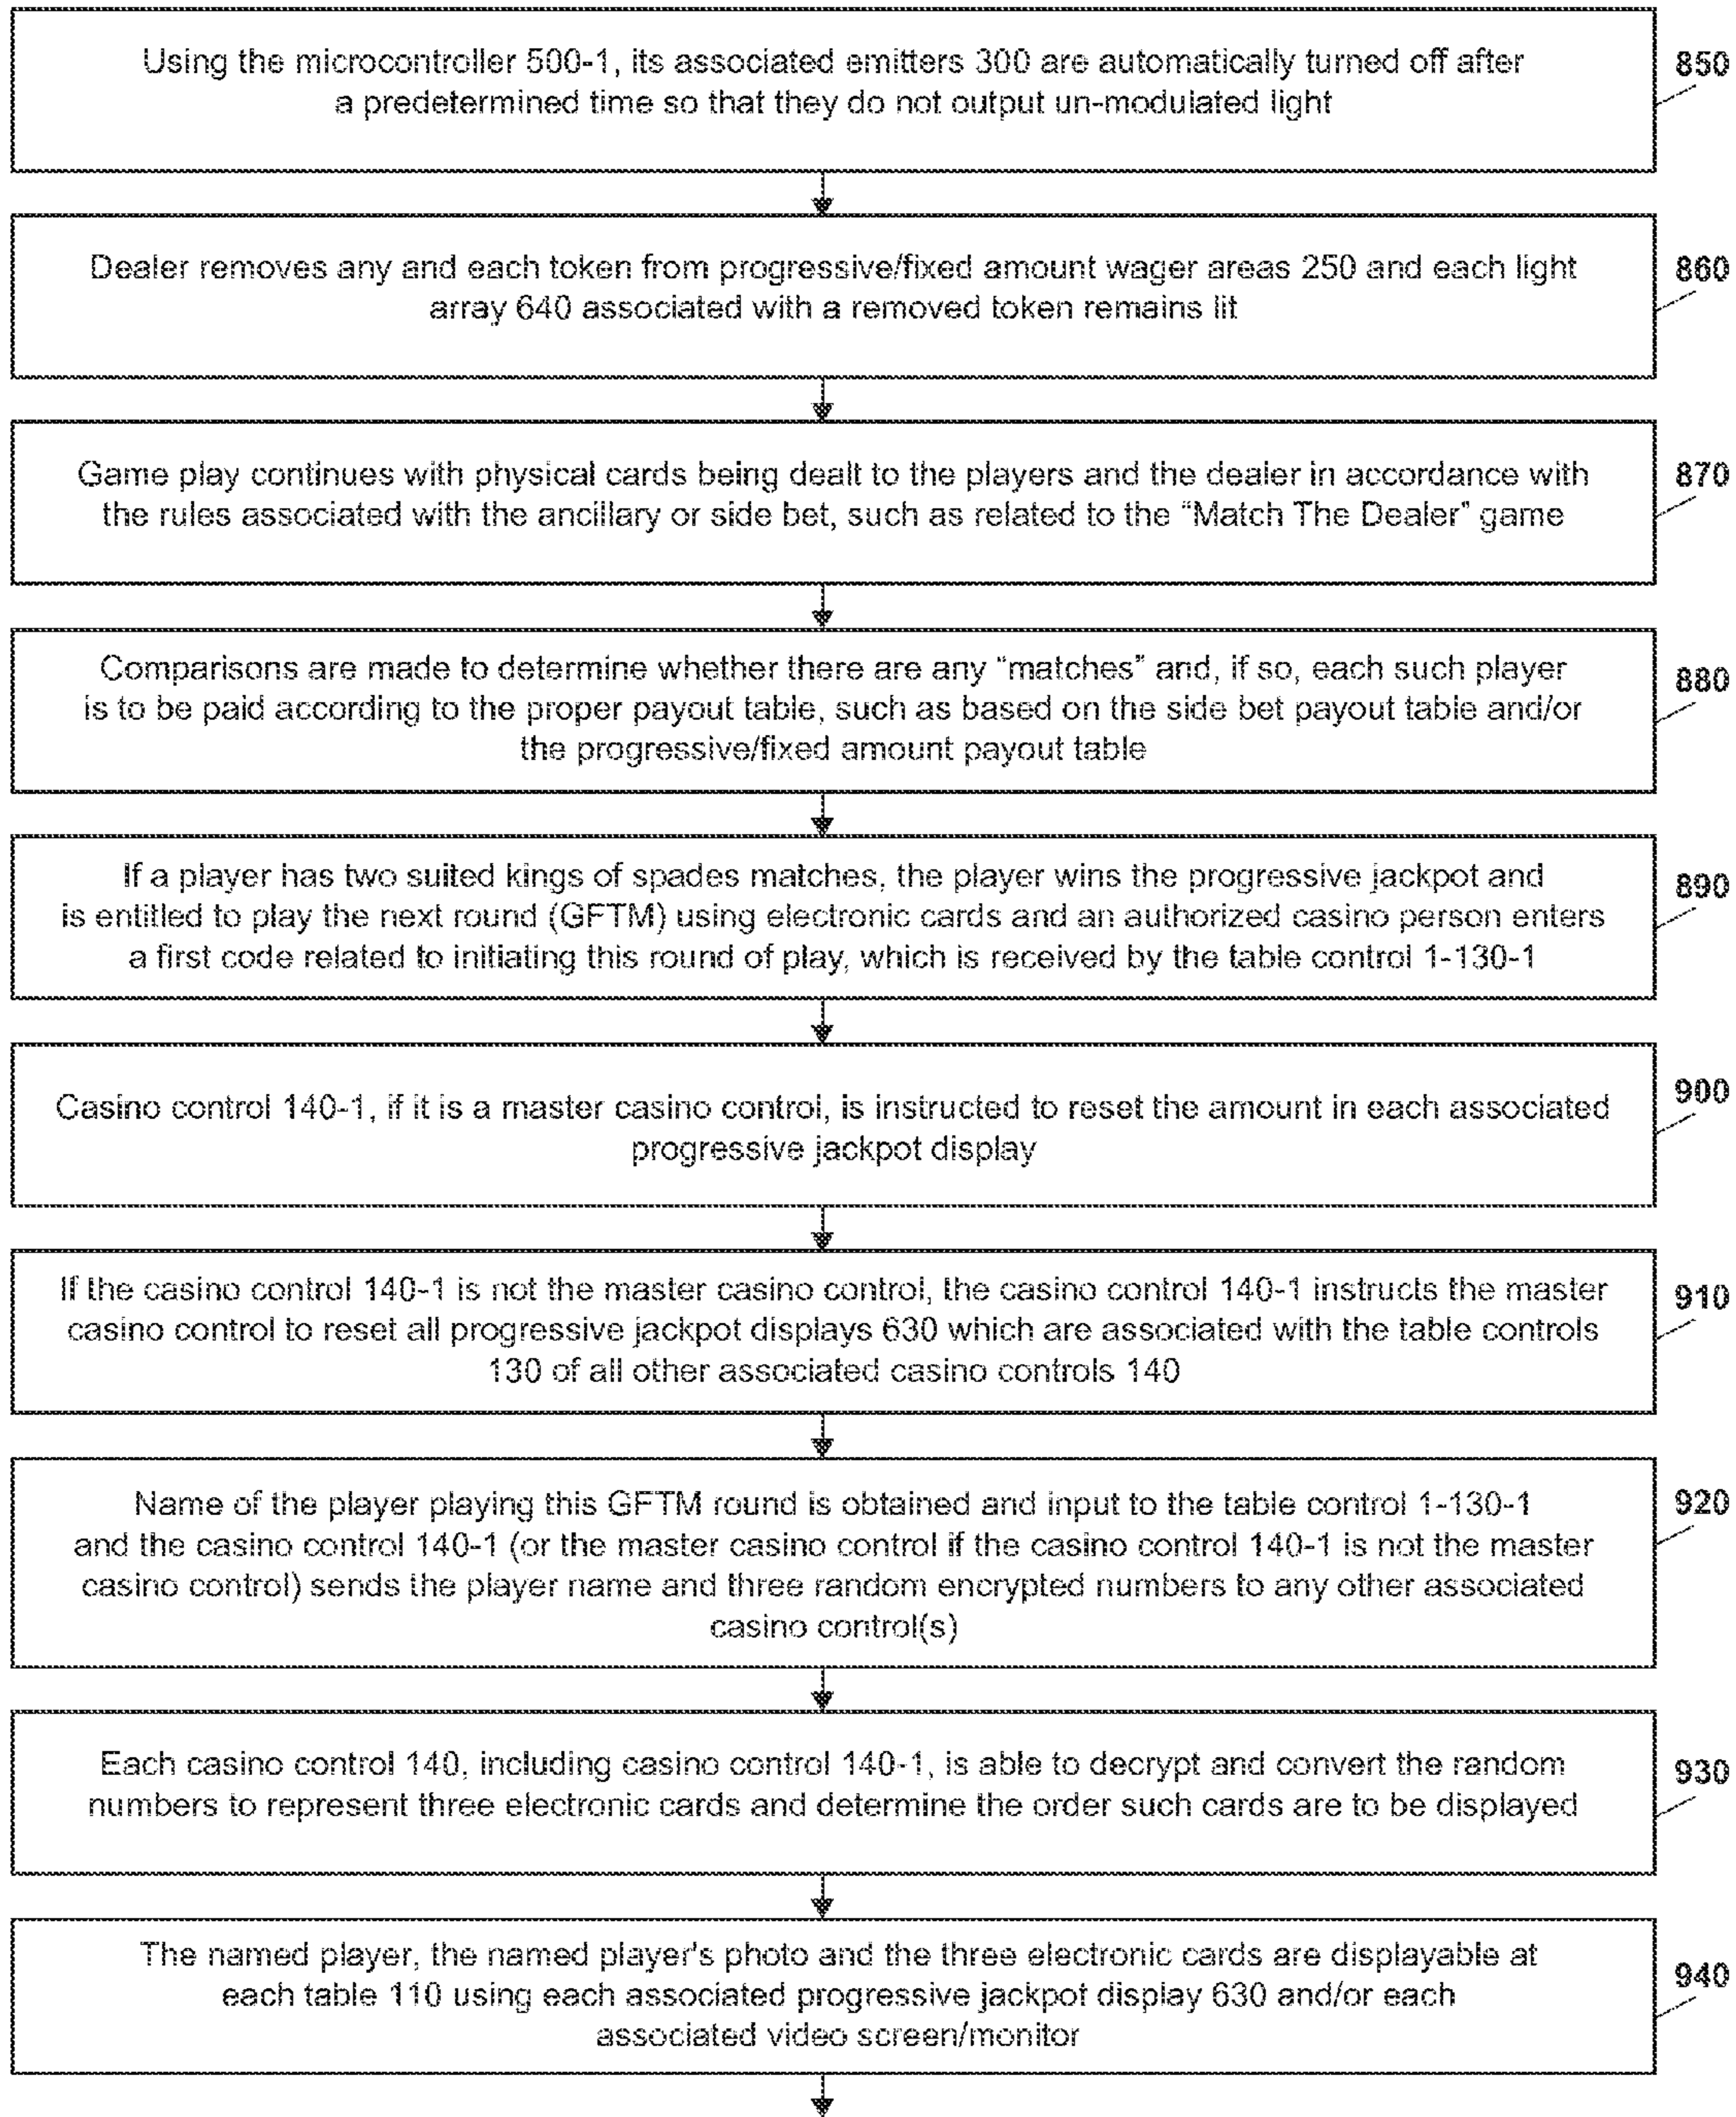 Using the microcontroller 500-1, its associated emitters 300 are automatically turned off after
a predetermined time so that they do not output un-modulated light
850
Dealer removes any and each token from progressive/fixed amount wager areas 250 and each light
array 640 associated with a removed token remains lit
860
Game play continues with physical cards being dealt to the players and the dealer in accordance with
the rules associated with the ancillary or side bet, such as related to the “Match The Dealer” game
870
Comparisons are made to determine whether there are any “matches” and, if so, each such player
is to be paid according to the proper payout table, such as based on the side bet payout table and/or
the progressive/fixed amount payout table
880
If a player has two suited kings of spades matches, the player wins the progressive jackpot and
is entitled to play the next round (GFTM) using electronic cards and an authorized casino person enters
a first code related to initiating this round of play, which is received by the table control 1-130-1
890
Casino control 140-1, if it is a master casino control, is instructed to reset the amount in each associated
progressive jackpot display
900
If the casino control 140-1 is not the master casino control, the casino control 140-1 instructs the master
casino control to reset all progressive jackpot displays 630 which are associated with the table controls
130 of all other associated casino controls 140
910
Name of the player playing this GFTM round is obtained and input to the table control 1-130-1
and the casino control 140-1 (or the master casino control if the casino control 140-1 is not the master
casino control) sends the player name and three random encrypted numbers to any other associated
casino control(s)
920
Each casino control 140, including casino control 140-1, is able to decrypt and convert the random
numbers to represent three electronic cards and determine the order such cards are to be displayed
930
The named player, the named player's photo and the three electronic cards are displayable at
each table 110 using each associated progressive jackpot display 630 and/or each
associated video screen/monitor
940